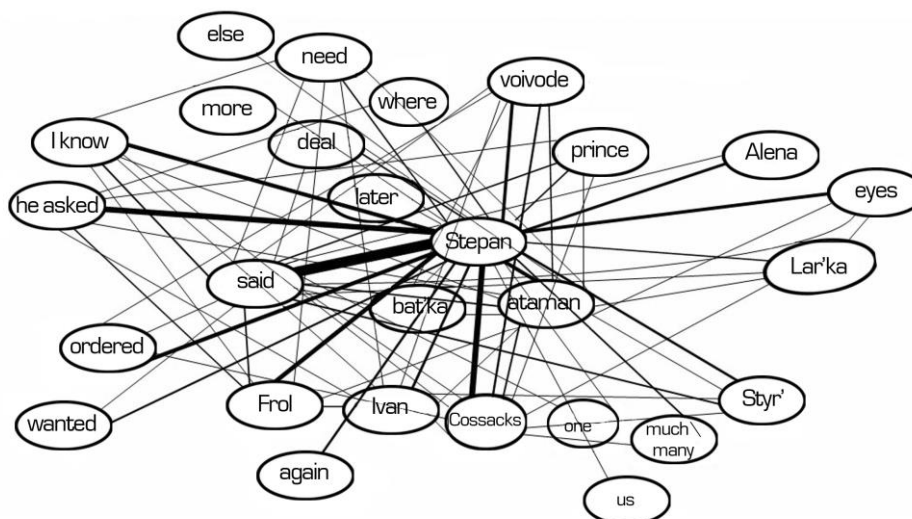 else
need
voivode
where
more
I know
deal
prince
Alena
later
he asked
eyes
Stepan
Lar'ka
said
bat'ka
ataman
ordered
Styr'
Frol
Ivan
wanted
Cossacks
one
much
many
again
us